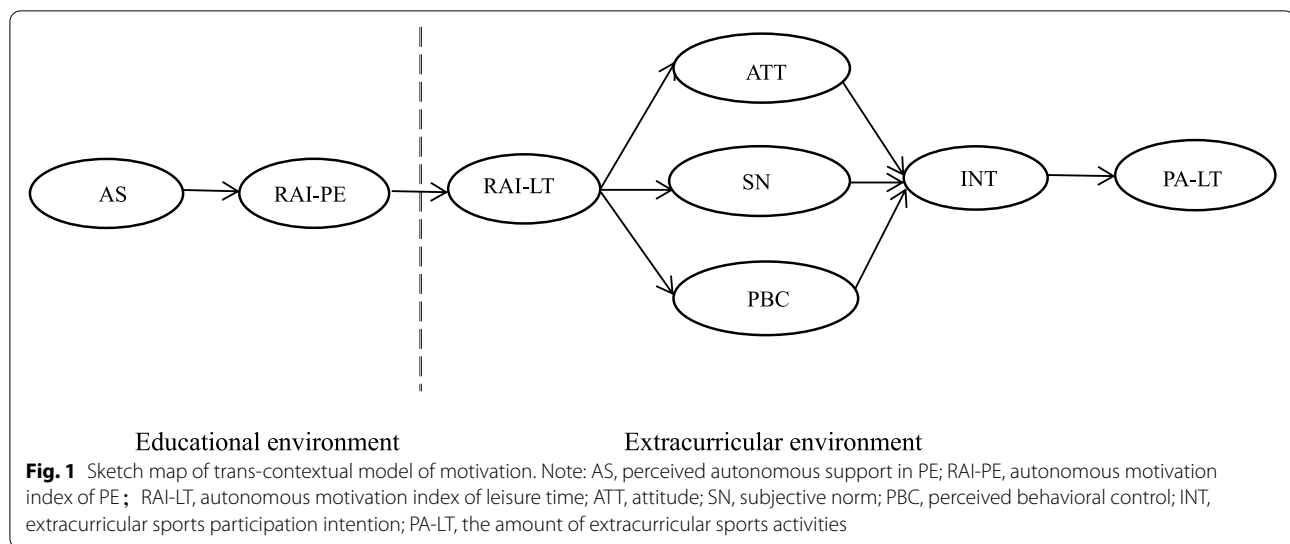 ATT
AS
RAI-PE
RAI-LT
SN
INT
PA-LT
PBC
Educational environment
Extracurricular environment
Fig. 1 Sketch map of trans-contextual model of motivation. Note: AS, perceived autonomous support in PE; RAI-PE, autonomous motivation
index of PE； RAI-LT, autonomous motivation index of leisure time; ATT, attitude; SN, subjective norm; PBC, perceived behavioral control; INT,
extracurricular sports participation intention; PA-LT, the amount of extracurricular sports activities